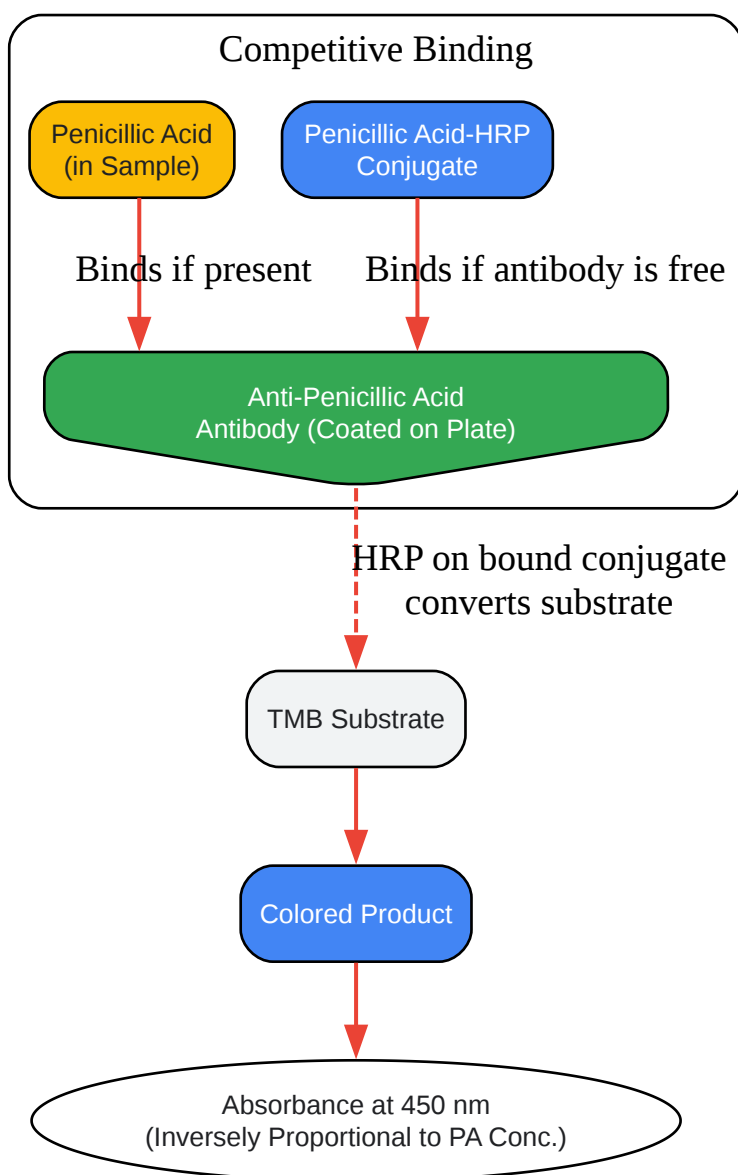 Competitive Binding
Penicillic Acid
(in Sample)
Penicillic Acid-HRP
Conjugate
Binds if present
Binds if antibody is free
Anti-Penicillic Acid
Antibody (Coated on Plate)
HRP on bound conjugate
converts substrate
TMB Substrate
Colored Product
Absorbance at 450 nm
(Inversely Proportional to PA Conc.)